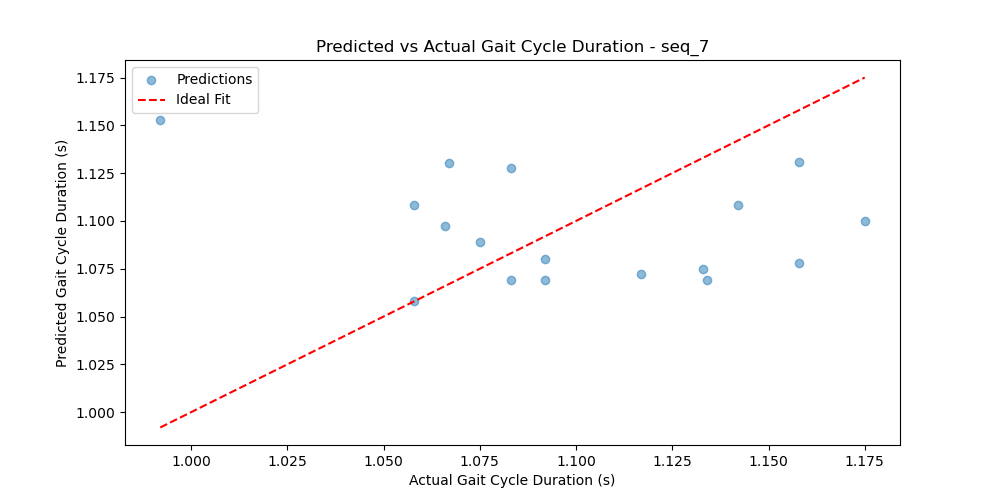 Predicted vs Actual Gait Cycle Duration - seq_7
Predictions
Ideal Fit
Predicted Gait Cycle Duration (s)
1.175
1.150
1.125
1.100
1.075
1.050
1.025
1.000
1.000 1.025 1.050 1.075 1.100 1.125 1.150 1.175
Actual Gait Cycle Duration (s)